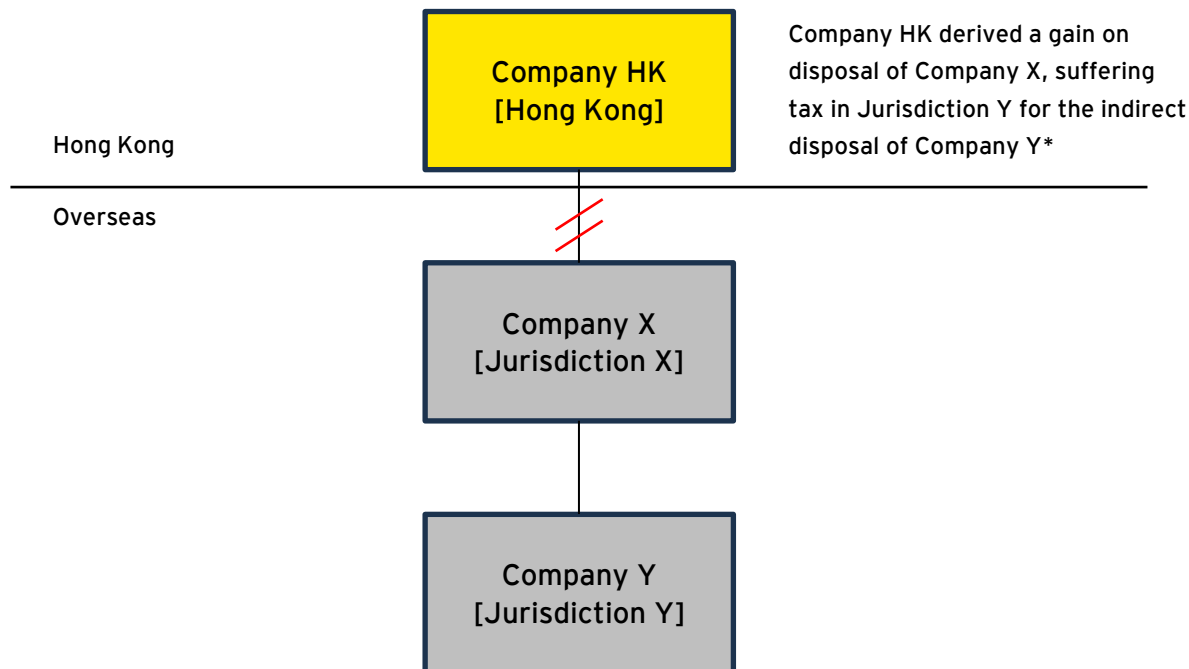 Company HK
[Hong Kong]
Company HK derived a gain on
disposal of Company X, suffering
tax in Jurisdiction Y for the indirect
disposal of Company Y*
Hong Kong
Overseas
Company X
[Jurisdiction X]
Company Y
[Jurisdiction Y]